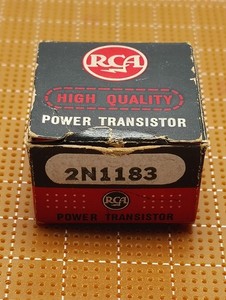 RCA
HIGH QUALITY
POWER TRANSISTOR
2N1183
RCA
POWER TRANSISTOR